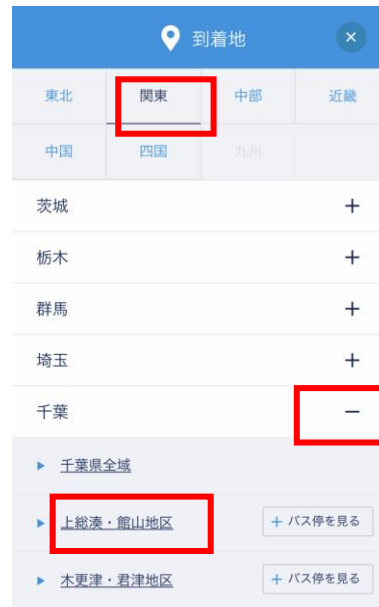 到着地
東北 関東 中部 近畿
中国 四国 九州
茨城 +
栃木 +
群馬 +
埼玉 +
千葉 −
千葉県全域
上総湊・館山地区 + バス停を見る
木更津・君津地区 + バス停を見る